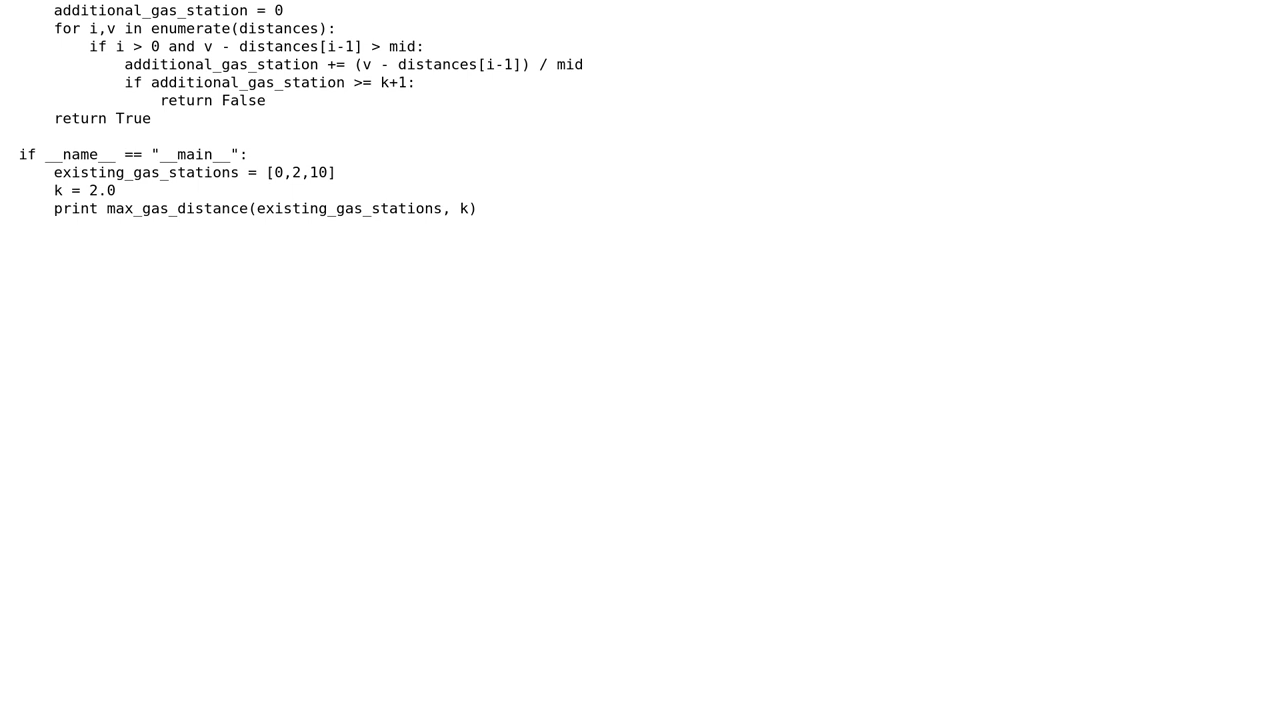 additional_gas_station = 0
    for i,v in enumerate(distances):
        if i > 0 and v - distances[i-1] > mid:
            additional_gas_station += (v - distances[i-1]) / mid
            if additional_gas_station >= k+1:
                return False
    return True

if __name__ == "__main__":
    existing_gas_stations = [0,2,10]
    k = 2.0
    print max_gas_distance(existing_gas_stations, k)